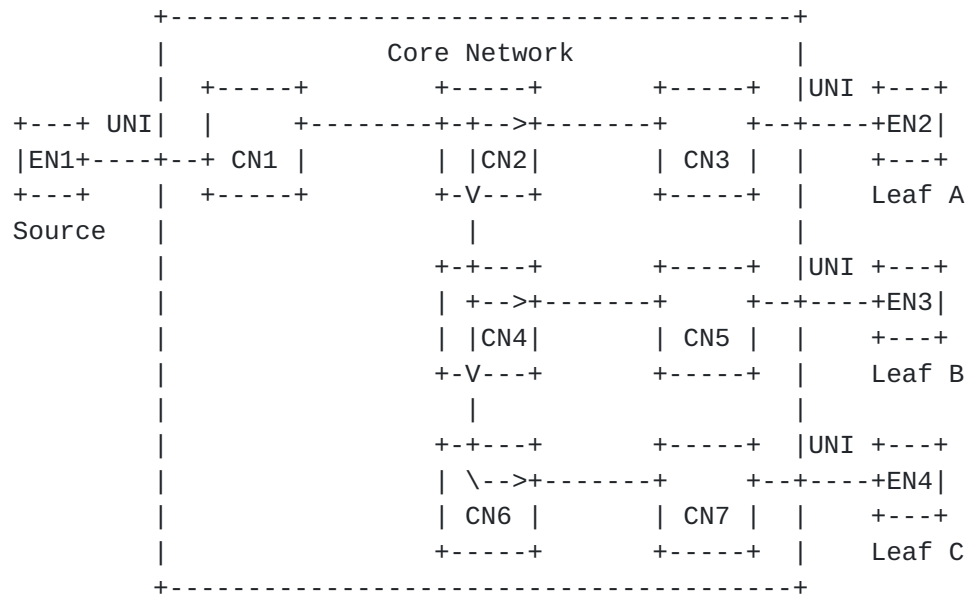 Core Network
UNI
UNI
EN2
EN1 CN1 CN2 CN3
V Leaf A
Source
UNI
EN3
CN4 CN5
V Leaf B
UNI
EN4
CN6 CN7
Leaf C